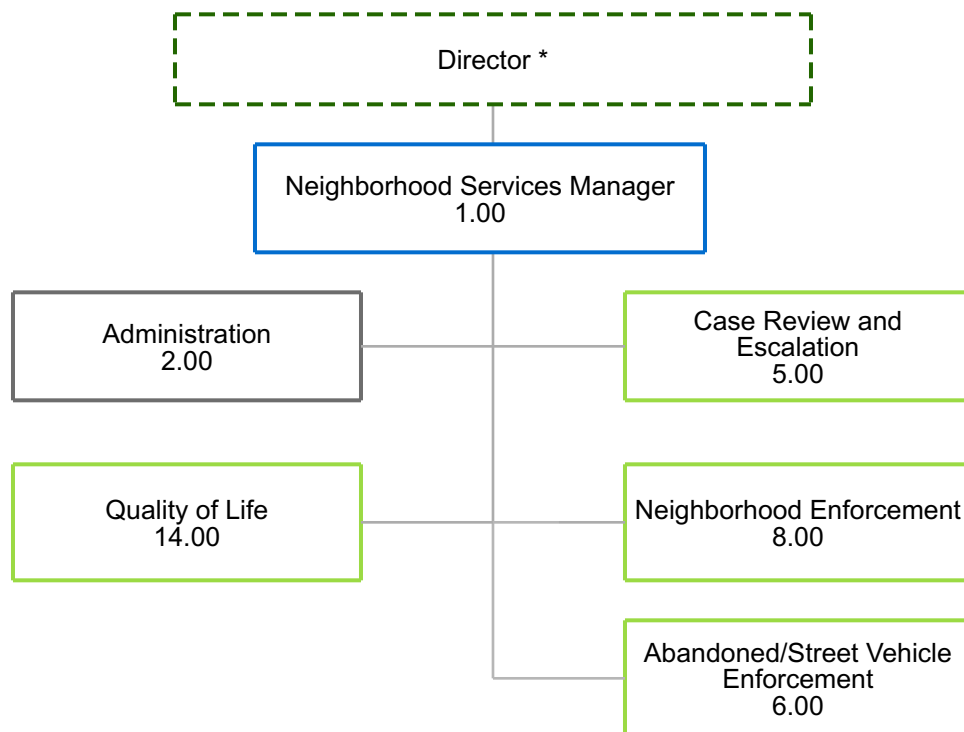 Director *
Neighborhood Services Manager
1.00
Administration
2.00
Case Review and
Escalation
5.00
Quality of Life
14.00
Neighborhood Enforcement
8.00
Abandoned/Street Vehicle
Enforcement
6.00